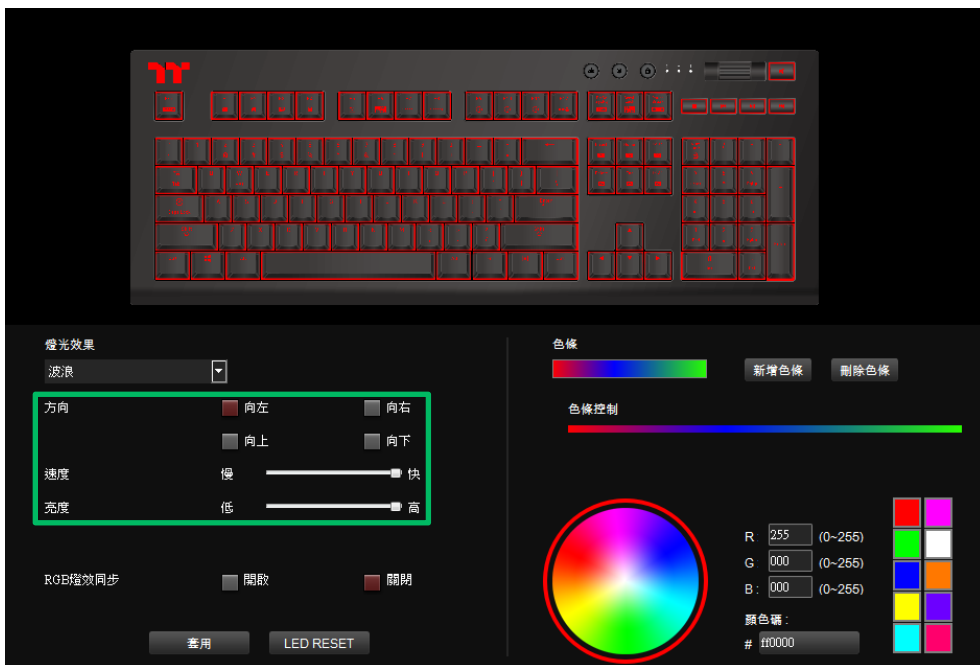 燈光效果
波浪
方向 向左 向右
向上 向下
速度 慢 快
亮度 低 高
RGB燈效同步 開啟 關閉
套用 LED RESET
色條
新增色條 刪除色條
色條控制
R 255 (0~255)
G 000 (0~255)
B: 000 (0~255)
顏色碼 :
# ff0000